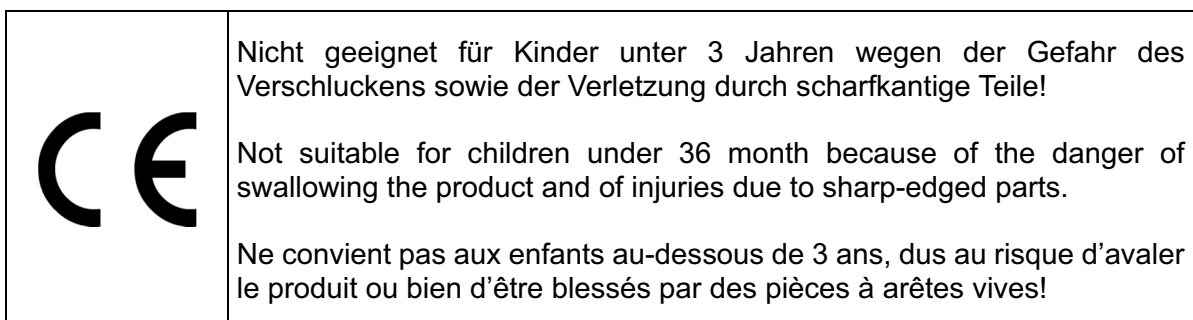 CE
Nicht geeignet für Kinder unter 3 Jahren wegen der Gefahr des
Verschluckens sowie der Verletzung durch scharfkantige Teile!
Not suitable for children under 36 month because of the danger of
swallowing the product and of injuries due to sharp-edged parts.
Ne convient pas aux enfants au-dessous de 3 ans, dus au risque d’avaler
le produit ou bien d’être blessés par des pièces à arêtes vives!